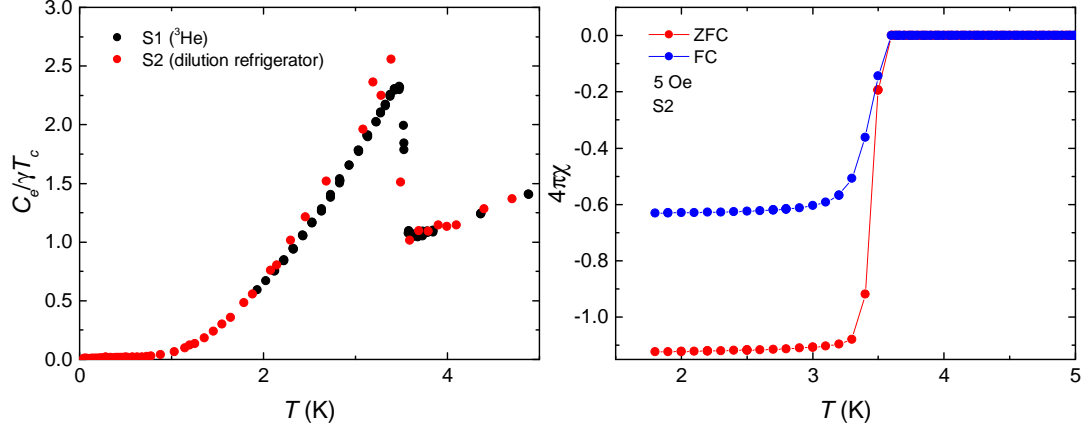 3.0
2.5
2.0
1.5
1.0
0.5
0.0
C_e/γT_c
S1 (³He)
S2 (dilution refrigerator)
0
2
4
T (K)
0.0
-0.2
-0.4
-0.6
-0.8
-1.0
4πχ
ZFC
FC
5 Oe
S2
2
3
4
5
T (K)